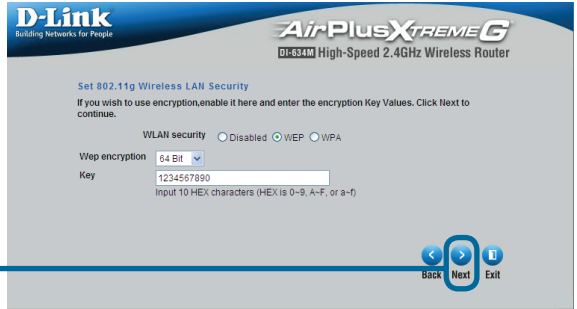 D-Link
Building Networks for People
AirPlusXTREMEG
DI-634M High-Speed 2.4GHz Wireless Router
Set 802.11g Wireless LAN Security
If you wish to use encryption,enable it here and enter the encryption Key Values. Click Next to
continue.
WLAN security Disabled WEP WPA
Wep encryption 64 Bit
Key 1234567890
Input 10 HEX characters (HEX is 0~9, A~F, or a~f)
Back Next Exit